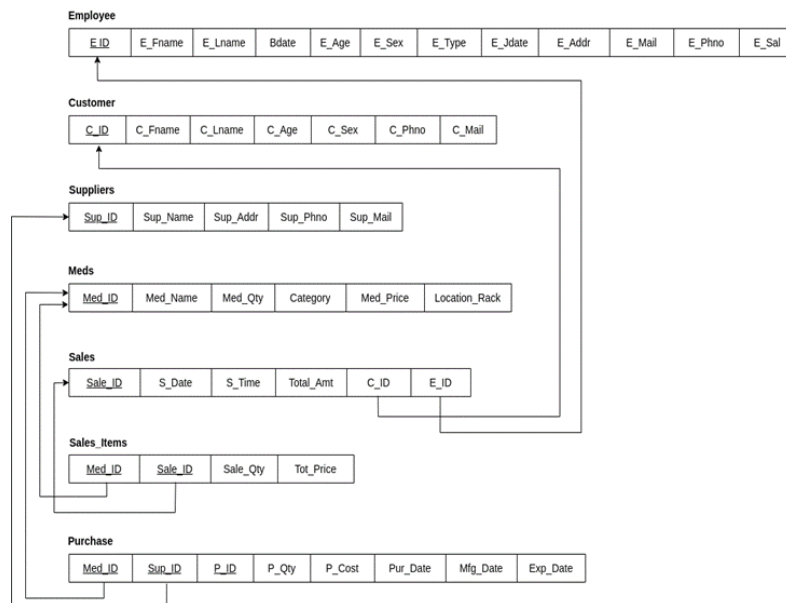 Employee
E ID E_Fname E_Lname Bdate E_Age E_Sex E_Type E_Jdate E_Addr E_Mail E_Phno E_Sal
Customer
C_ID C_Fname C_Lname C_Age C_Sex C_Phno C_Mail
Suppliers
Sup_ID Sup_Name Sup_Addr Sup_Phno Sup_Mail
Meds
Med_ID Med_Name Med_Qty Category Med_Price Location_Rack
Sales
Sale_ID S_Date S_Time Total_Amt C_ID E_ID
Sales_Items
Med_ID Sale_ID Sale_Qty Tot_Price
Purchase
Med_ID Sup_ID P_ID P_Qty P_Cost Pur_Date Mfg_Date Exp_Date